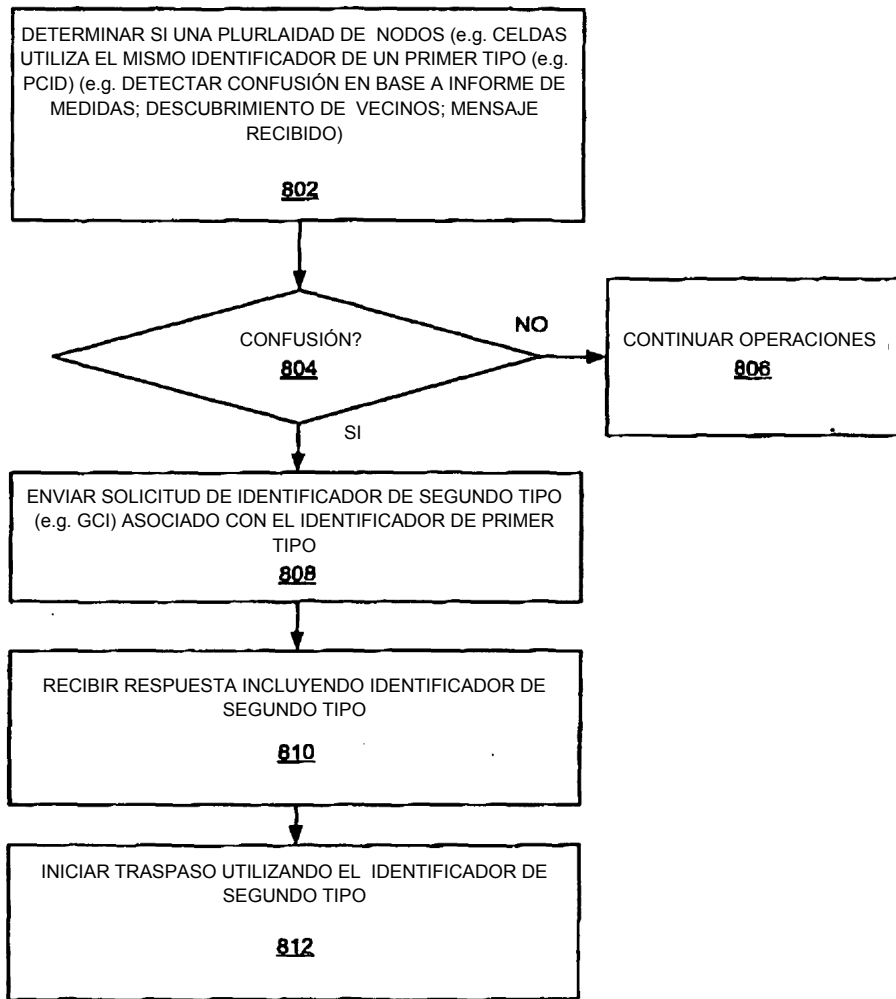 DETERMINAR SI UNA PLURLAIDAD DE NODOS (e.g. CELDAS
UTILIZA EL MISMO IDENTIFICADOR DE UN PRIMER TIPO (e.g.
PCID) (e.g. DETECTAR CONFUSIÓN EN BASE A INFORME DE
MEDIDAS; DESCUBRIMIENTO DE VECINOS; MENSAJE
RECIBIDO)
802
CONFUSIÓN?
804
NO
CONTINUAR OPERACIONES
806
SI
ENVIAR SOLICITUD DE IDENTIFICADOR DE SEGUNDO TIPO
(e.g. GCI) ASOCIADO CON EL IDENTIFICADOR DE PRIMER
TIPO
808
RECIBIR RESPUESTA INCLUYENDO IDENTIFICADOR DE
SEGUNDO TIPO
810
INICIAR TRASPASO UTILIZANDO EL IDENTIFICADOR DE
SEGUNDO TIPO
812